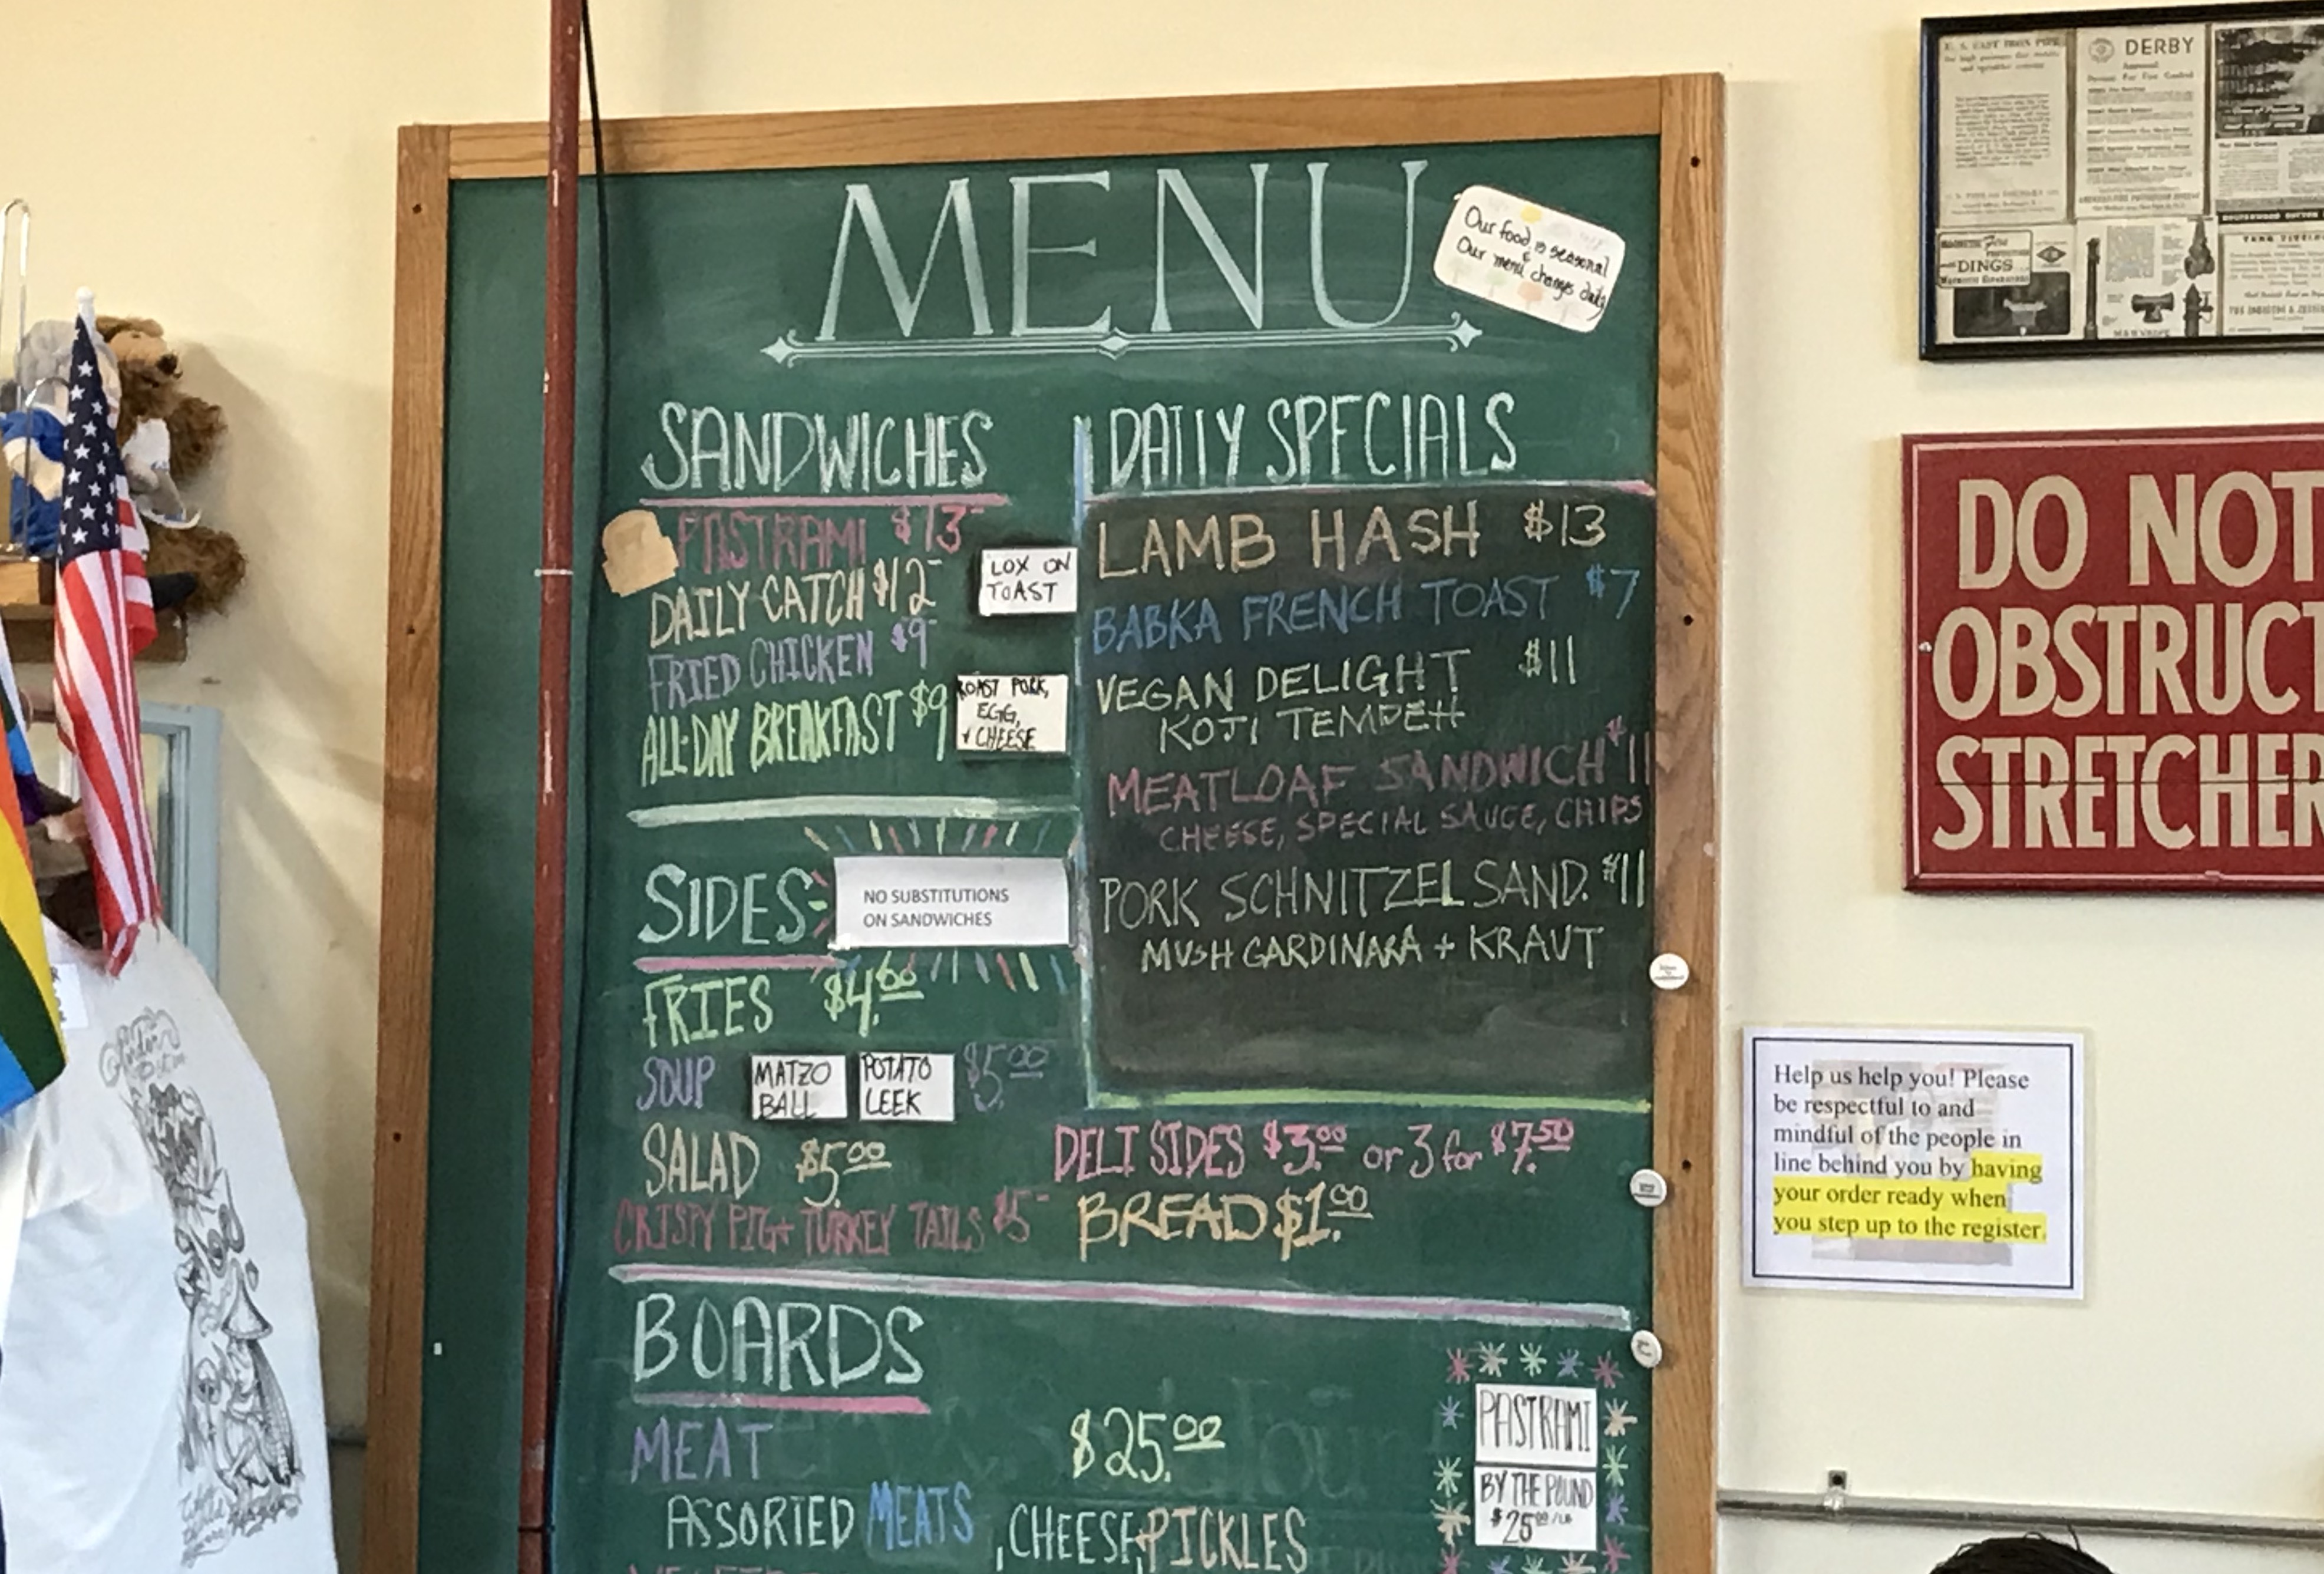 MENU
Our food is seasonal
&
Our menu changes daily
SANDWICHES
PASTRAMI $13-
DAILY CATCH $12-
LOX ON
TOAST
FRIED CHICKEN $9-
ALL-DAY BREAKFAST $9
ROAST PORK,
EGG,
+ CHEESE
DAILY SPECIALS
LAMB HASH $13
BABKA FRENCH TOAST $7
VEGAN DELIGHT $11
KOJI TEMPEH
MEATLOAF SANDWICH $11
CHEESE, SPECIAL SAUCE, CHIPS
PORK SCHNITZEL SAND. $11
MUSH GARDINARA + KRAUT
SIDES
NO SUBSTITUTIONS
ON SANDWICHES
FRIES $4.00
SOUP
MATZO
BALL
POTATO
LEEK
$5.00
SALAD $5.00
CRISPY PIG + TURKEY TAILS $5-
DELI SIDES $3.00 or 3 for $7.50
BREAD $1.00
BOARDS
MEAT $25.00
ASSORTED MEATS, CHEESE, PICKLES
PASTRAMI
BY THE POUND
$25.00/LB
DERBY
DINGS
DO NOT
OBSTRUCT
STRETCHER
Help us help you! Please
be respectful to and
mindful of the people in
line behind you by having
your order ready when
you step up to the register.